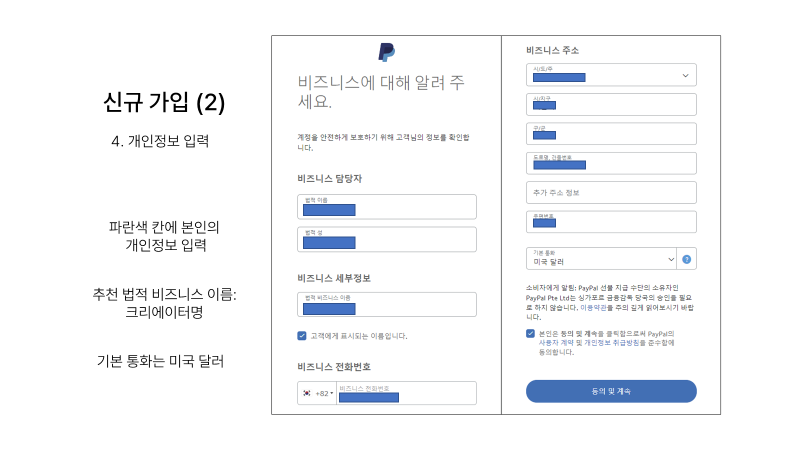 신규 가입 (2)
4. 개인정보 입력
파란색 칸에 본인의
개인정보 입력
추천 법적 비즈니스 이름:
크리에이터명
기본 통화는 미국 달러
비즈니스에 대해 알려 주
세요.
계정을 안전하게 보호하기 위해 고객님의 정보를 확인합
니다.
비즈니스 담당자
법적 이름
법적 성
비즈니스 세부정보
법적 비즈니스 이름
고객에게 표시되는 이름입니다.
비즈니스 전화번호
+82
비즈니스 전화번호
비즈니스 주소
시/도/주
시/자구
구/군
도로명, 건물번호
추가 주소 정보
우편번호
기본 통화
미국 달러
?
소비자에게 알림: PayPal 선불 지급 수단의 소유자인
PayPal Pte Ltd는 싱가포르 금융감독 당국의 승인을 필요
로 하지 않습니다. 이용약관을 주의 깊게 읽어보시기 바랍
니다.
본인은 동의 및 계속을 클릭함으로써 PayPal의
사용자 계약 및 개인정보 취급방침을 준수함에
동의합니다.
동의 및 계속